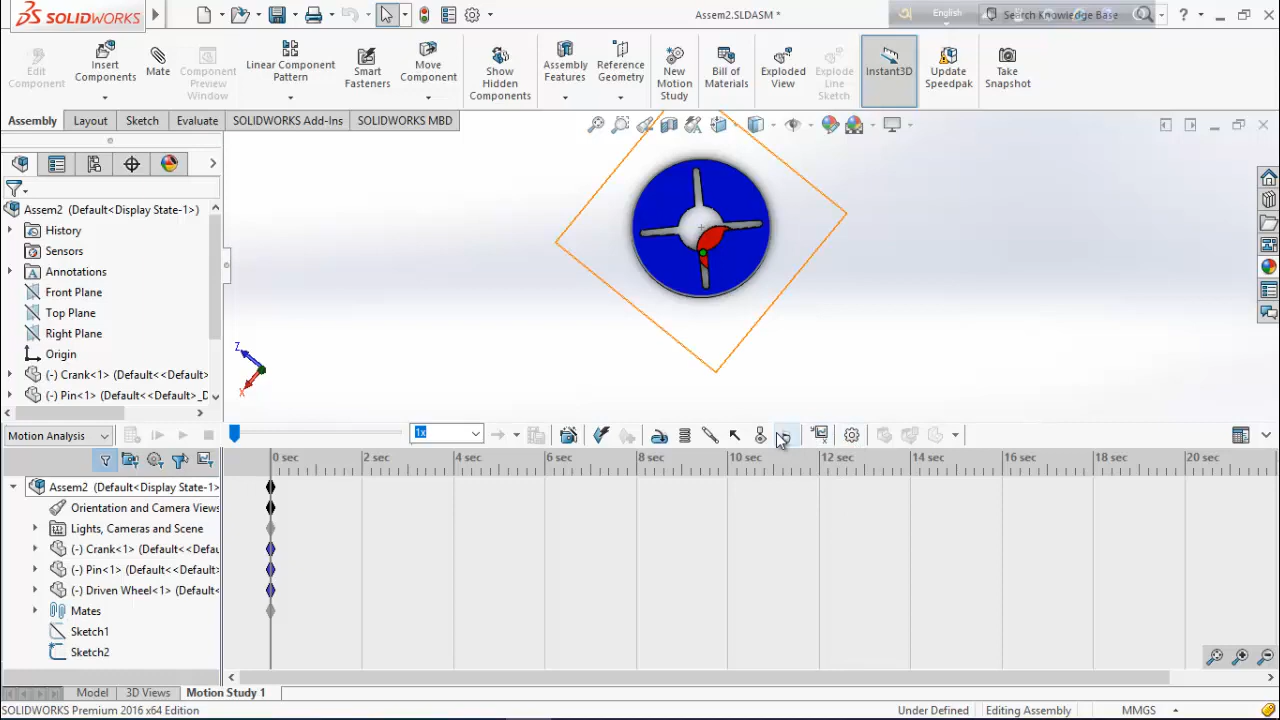 SOLIDWORKS
Assem2.SLDASM *
English
Search Knowledge Base
?
Edit
Component
Insert
Components
Mate
Component
Preview
Window
Linear Component
Pattern
Smart
Fasteners
Move
Component
Show
Hidden
Components
Assembly
Features
Reference
Geometry
New
Motion
Study
Bill of
Materials
Exploded
View
Explode
Line
Sketch
Instant3D
Update
Speedpak
Take
Snapshot
Assembly
Layout
Sketch
Evaluate
SOLIDWORKS Add-Ins
SOLIDWORKS MBD
Assem2 (Default<Display State-1>)
History
Sensors
Annotations
Front Plane
Top Plane
Right Plane
Origin
(-) Crank<1> (Default<<Default>
(-) Pin<1> (Default<<Default>_D
Z
X
Motion Analysis
1x
0 sec
2 sec
4 sec
6 sec
8 sec
10 sec
12 sec
14 sec
16 sec
18 sec
20 sec
Assem2 (Default<Display State-1>
Orientation and Camera Views
Lights, Cameras and Scene
(-) Crank<1> (Default<<Defau
(-) Pin<1> (Default<<Default>
(-) Driven Wheel<1> (Default<
Mates
Sketch1
Sketch2
Model
3D Views
Motion Study 1
SOLIDWORKS Premium 2016 x64 Edition
Under Defined
Editing Assembly
MMGS